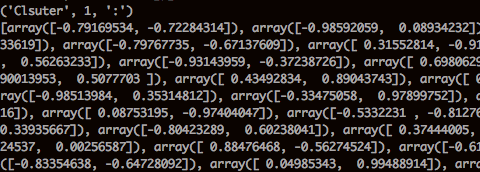 ('Clsuter', 1, ':')
[array([-0.79169534, -0.72284314]), array([-0.98592059,  0.08934232]
33619]), array([-0.79767735, -0.67137609]), array([ 0.31552814, -0.91
, 0.56263233]), array([-0.93143959, -0.37238726]), array([ 0.6980629
90013953,  0.5077703 ]), array([ 0.43492834,  0.89043743]), array([
ray([-0.98513984,  0.35314812]), array([-0.33475058,  0.97899752]),
16]), array([ 0.08753195, -0.97404047]), array([-0.5332231 , -0.8127
0.33935667]), array([-0.80423289,  0.60238041]), array([ 0.37444005,
24537,  0.00256587]), array([ 0.88476468, -0.56274524]), array([-0.61
([-0.83354638, -0.64728092]), array([ 0.04985343,  0.99488914]), arra